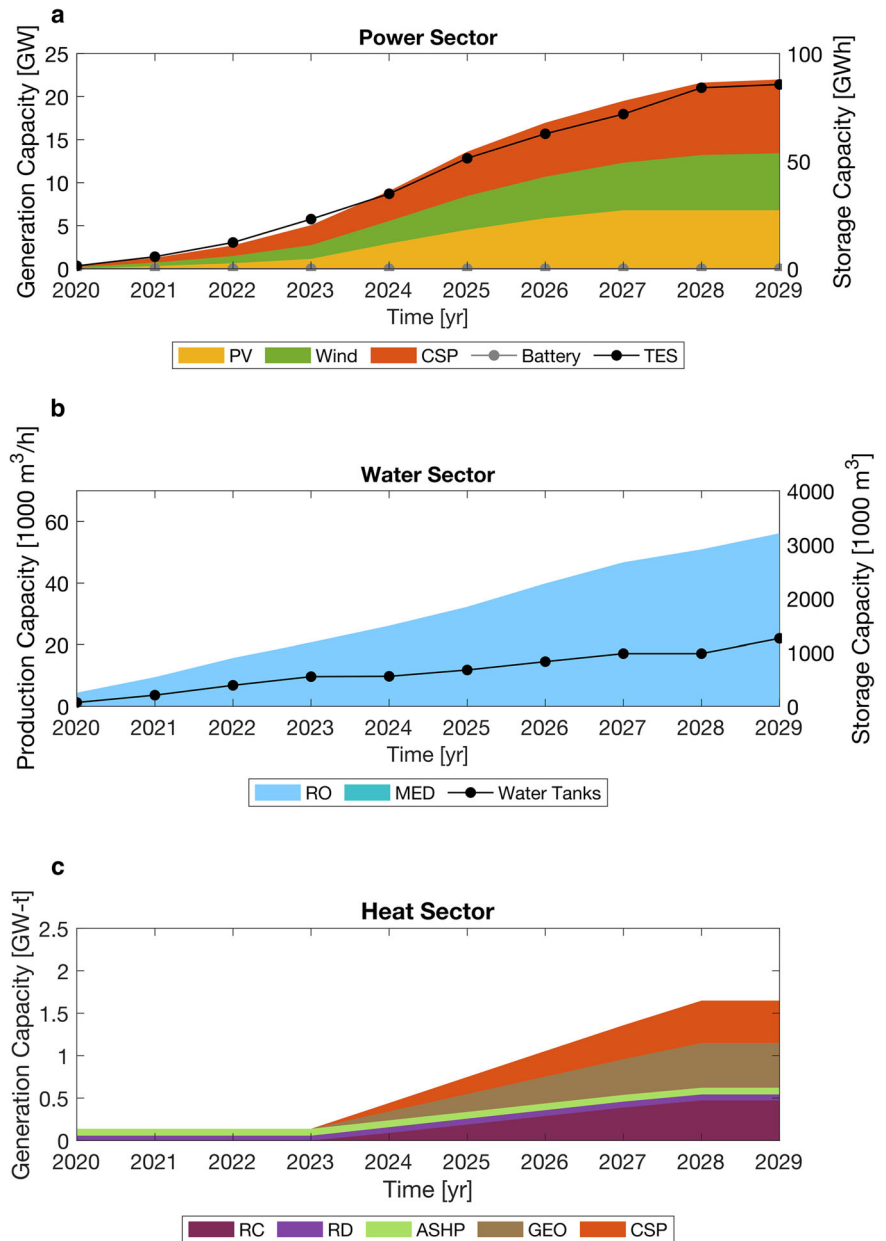 a
Power Sector
Generation Capacity [GW]
25
20
15
10
5
0
100
50
0
Storage Capacity [GWh]
2020 2021 2022 2023 2024 2025 2026 2027 2028 2029
Time [yr]
PV Wind CSP Battery TES
b
Water Sector
Production Capacity [1000 m³/h]
60
40
20
0
4000
3000
2000
1000
0
Storage Capacity [1000 m³]
2020 2021 2022 2023 2024 2025 2026 2027 2028 2029
Time [yr]
RO MED Water Tanks
c
Heat Sector
Generation Capacity [GW-t]
2.5
2
1.5
1
0.5
0
2020 2021 2022 2023 2024 2025 2026 2027 2028 2029
Time [yr]
RC RD ASHP GEO CSP